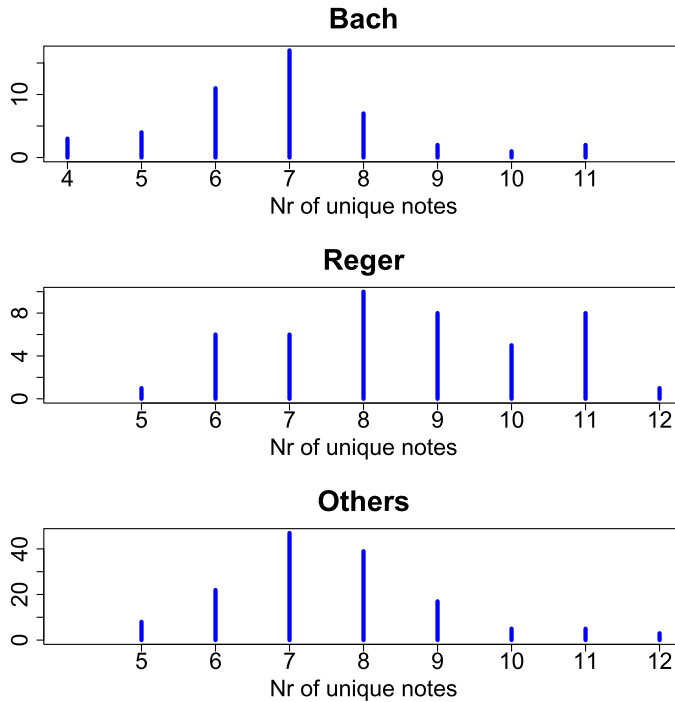 Bach
10
0
4 5 6 7 8 9 10 11
Nr of unique notes
Reger
8
4
0
5 6 7 8 9 10 11 12
Nr of unique notes
Others
40
20
0
5 6 7 8 9 10 11 12
Nr of unique notes